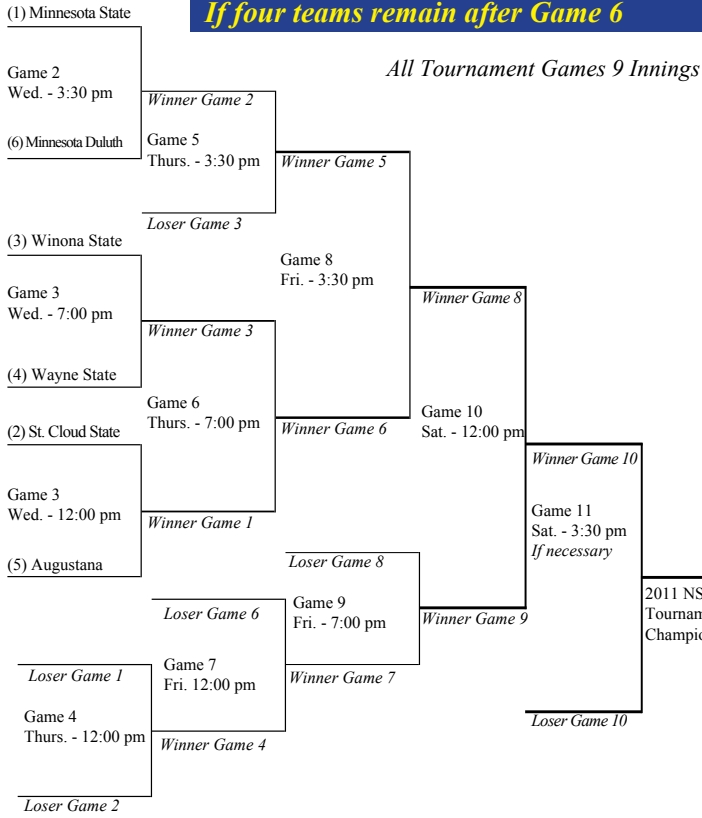 If four teams remain after Game 6
All Tournament Games 9 Innings
(1) Minnesota State
Game 2
Wed. - 3:30 pm
(6) Minnesota Duluth
Winner Game 2
Game 5
Thurs. - 3:30 pm
Loser Game 3
Winner Game 5
(3) Winona State
Game 3
Wed. - 7:00 pm
(4) Wayne State
Winner Game 3
Game 6
Thurs. - 7:00 pm
Winner Game 1
(2) St. Cloud State
Game 3
Wed. - 12:00 pm
(5) Augustana
Game 8
Fri. - 3:30 pm
Winner Game 6
Winner Game 8
Game 10
Sat. - 12:00 pm
Winner Game 10
Game 11
Sat. - 3:30 pm
If necessary
Loser Game 8
Game 9
Fri. - 7:00 pm
Winner Game 9
Loser Game 6
Game 7
Fri. 12:00 pm
Winner Game 7
Loser Game 1
Game 4
Thurs. - 12:00 pm
Winner Game 4
Loser Game 2
Loser Game 10
2011 NS
Tournam
Champio